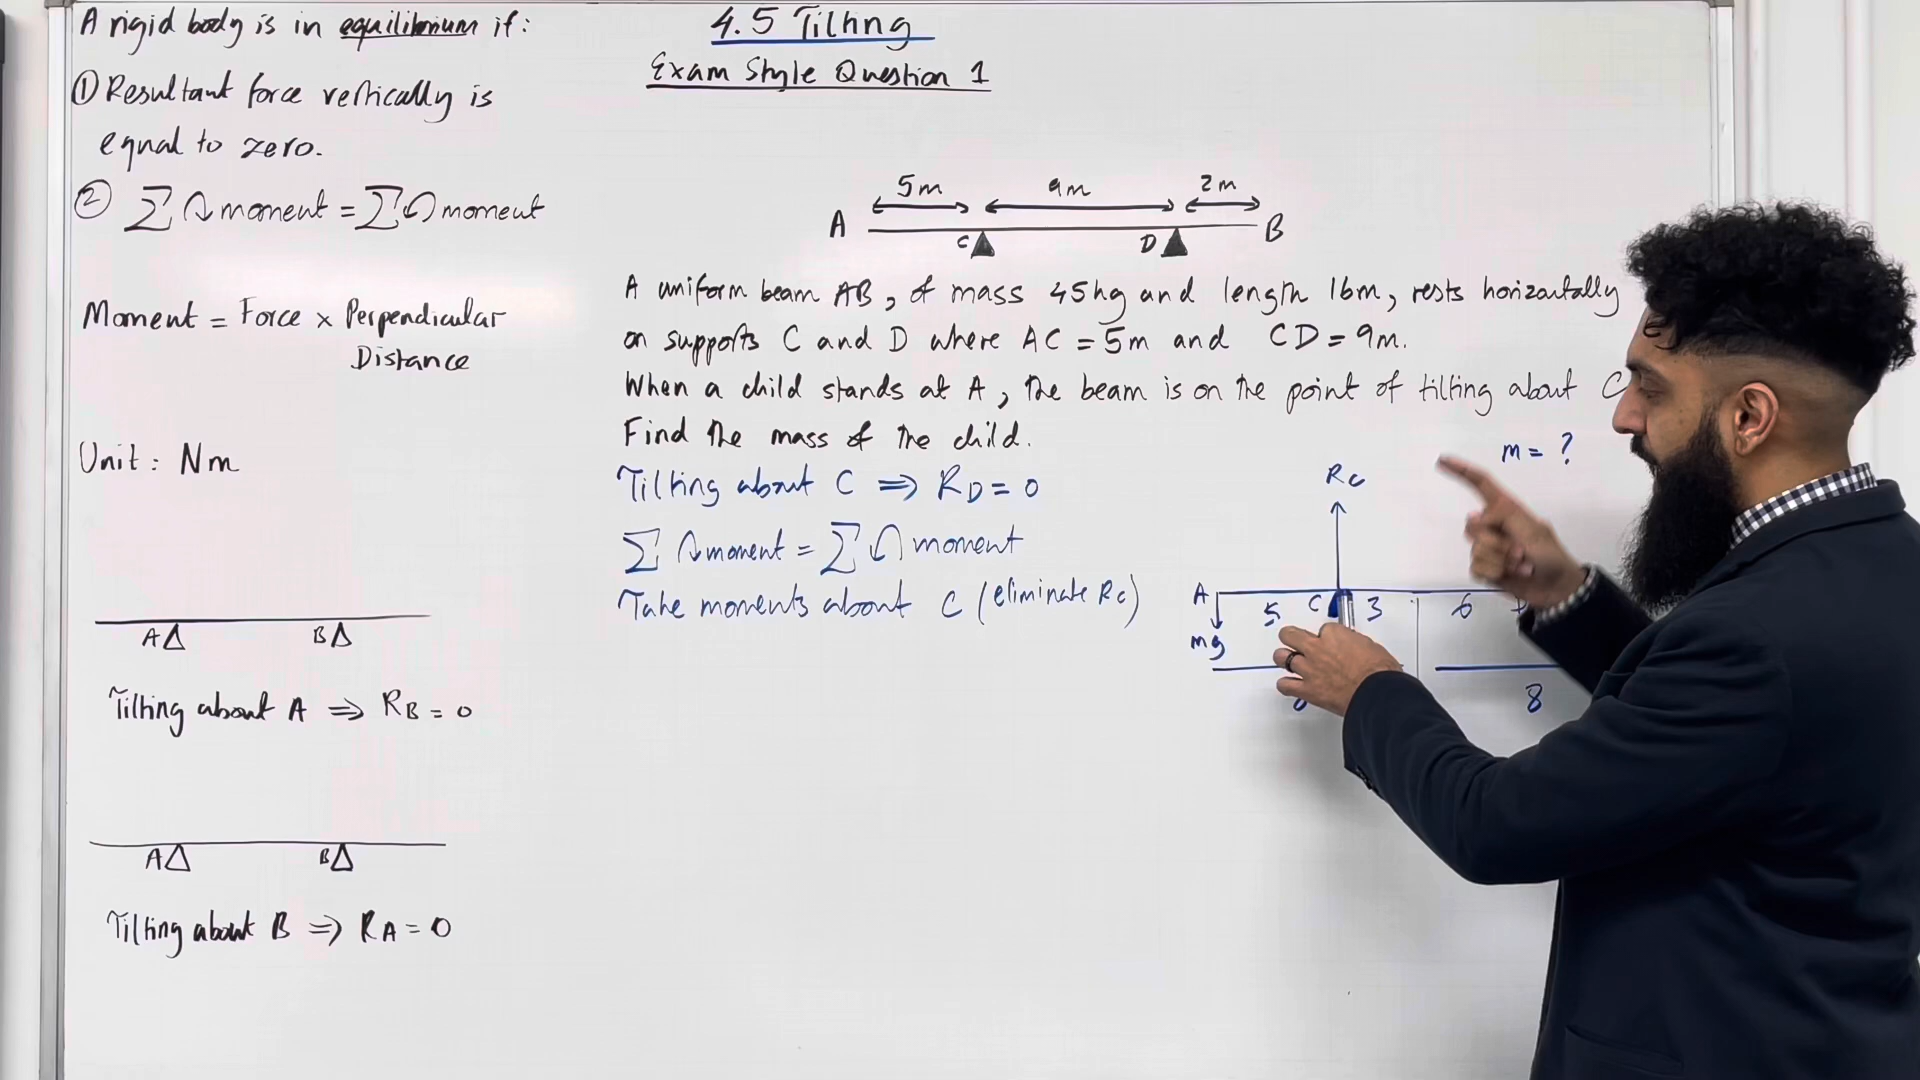 A rigid body is in equilibrium if:
① Resultant force vertically is
equal to zero.
② ∑ ↻ moment = ∑ ↺ moment
Moment = Force × Perpendicular
Distance
Unit: Nm
A B
Tilting about A ⇒ R_B = 0
A B
Tilting about B ⇒ R_A = 0
4.5 Tilting
Exam Style Question 1
5m 9m 2m
A C D B
A uniform beam AB, of mass 45kg and length 16m, rests horizontally
on supports C and D where AC = 5m and CD = 9m.
When a child stands at A, the beam is on the point of tilting about C
Find the mass of the child.
Tilting about C ⇒ R_D = 0
∑ ↻ moment = ∑ ↺ moment
Take moments about C (eliminate R_C)
m = ?
R_C
A 5 C 3 6
mg
8